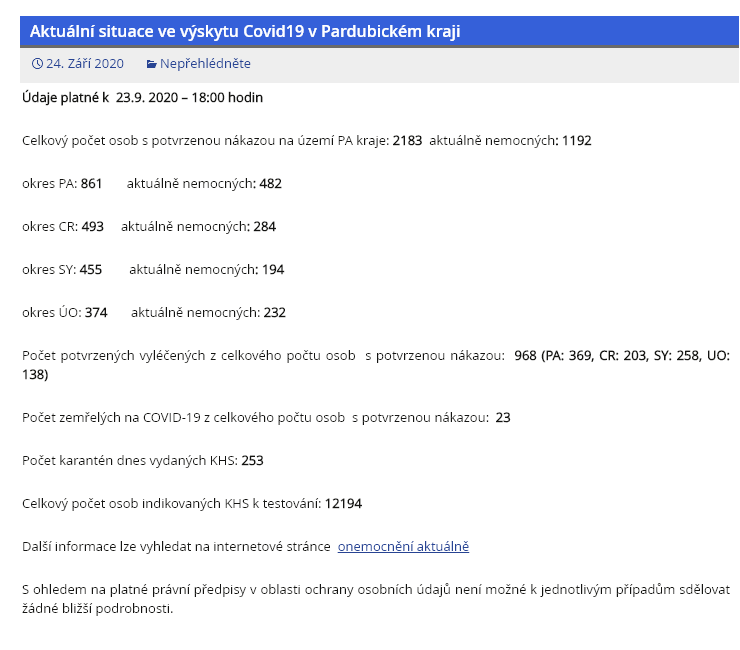 Aktuální situace ve výskytu Covid19 v Pardubickém kraji
24. Září 2020 Nepřehlédněte
Údaje platné k 23.9. 2020 – 18:00 hodin
Celkový počet osob s potvrzenou nákazou na území PA kraje: 2183 aktuálně nemocných: 1192
okres PA: 861 aktuálně nemocných: 482
okres CR: 493 aktuálně nemocných: 284
okres SY: 455 aktuálně nemocných: 194
okres ÚO: 374 aktuálně nemocných: 232
Počet potvrzených vyléčených z celkového počtu osob s potvrzenou nákazou: 968 (PA: 369, CR: 203, SY: 258, UO:
138)
Počet zemřelých na COVID-19 z celkového počtu osob s potvrzenou nákazou: 23
Počet karantén dnes vydaných KHS: 253
Celkový počet osob indikovaných KHS k testování: 12194
Další informace lze vyhledat na internetové stránce onemocnění aktuálně
S ohledem na platné právní předpisy v oblasti ochrany osobních údajů není možné k jednotlivým případům sdělovat
žádné bližší podrobnosti.